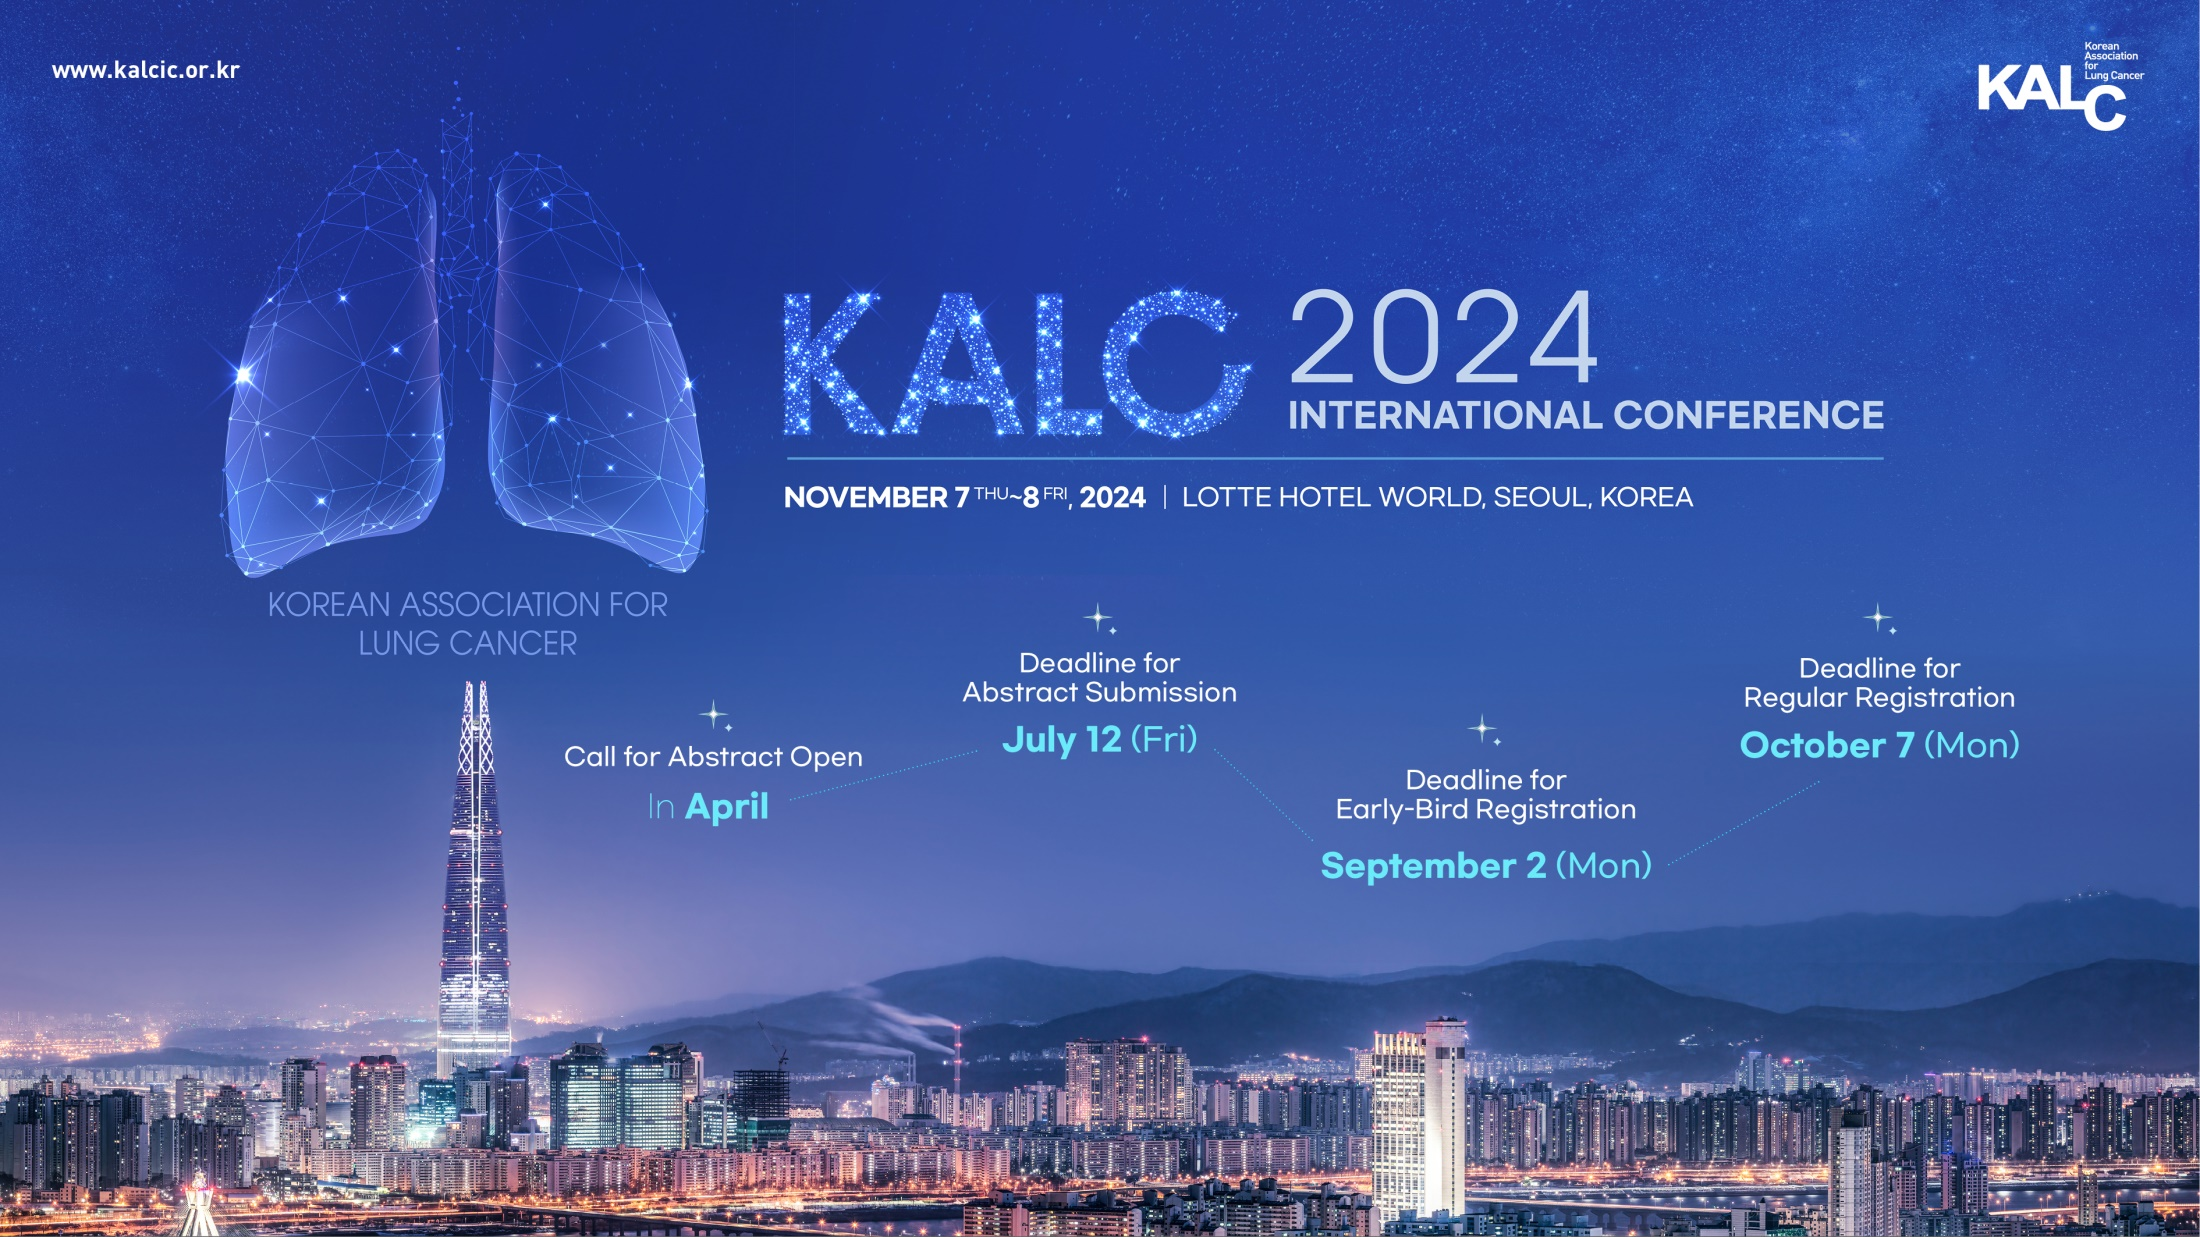 www.kalcic.or.kr
Korean
Association
for
Lung Cancer
KALC
KALC 2024
INTERNATIONAL CONFERENCE
NOVEMBER 7 THU~8 FRI, 2024 | LOTTE HOTEL WORLD, SEOUL, KOREA
KOREAN ASSOCIATION FOR
LUNG CANCER
Call for Abstract Open
In April
Deadline for
Abstract Submission
July 12 (Fri)
Deadline for
Early-Bird Registration
September 2 (Mon)
Deadline for
Regular Registration
October 7 (Mon)